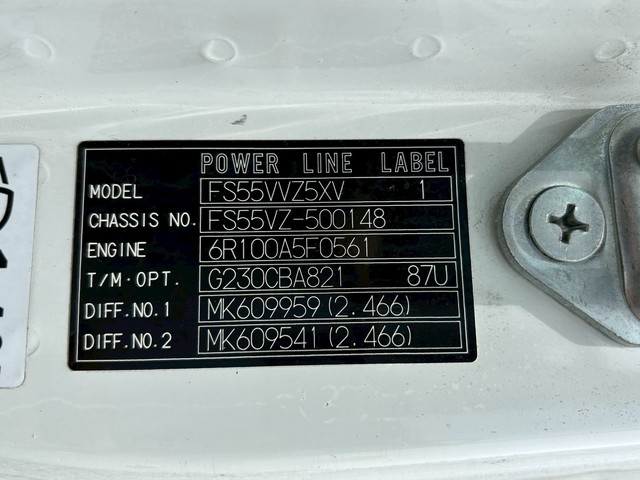 POWER LINE LABEL
MODEL FS55VVZ5XV 1
CHASSIS NO. FS55VZ-500148
ENGINE 6R100A5F0561
T/M·OPT. G230CBA821 87U
DIFF.NO.1 MK609959(2.466)
DIFF.NO.2 MK609541(2.466)